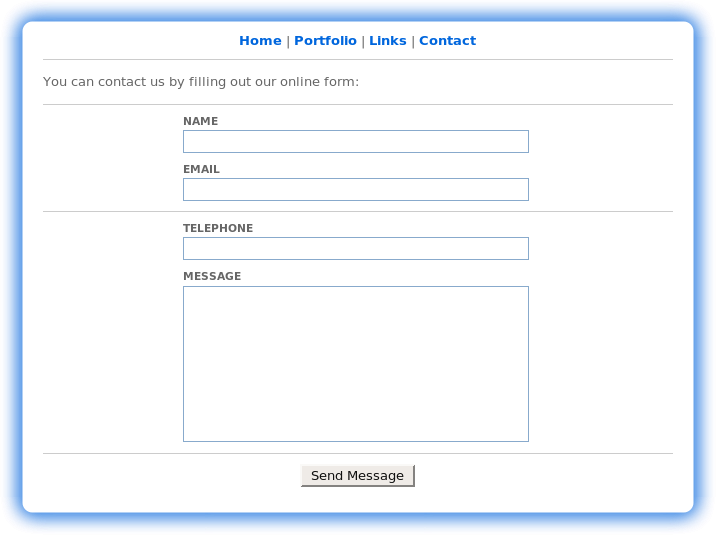 Home | Portfolio | Links | Contact
You can contact us by filling out our online form:
NAME
EMAIL
TELEPHONE
MESSAGE
Send Message